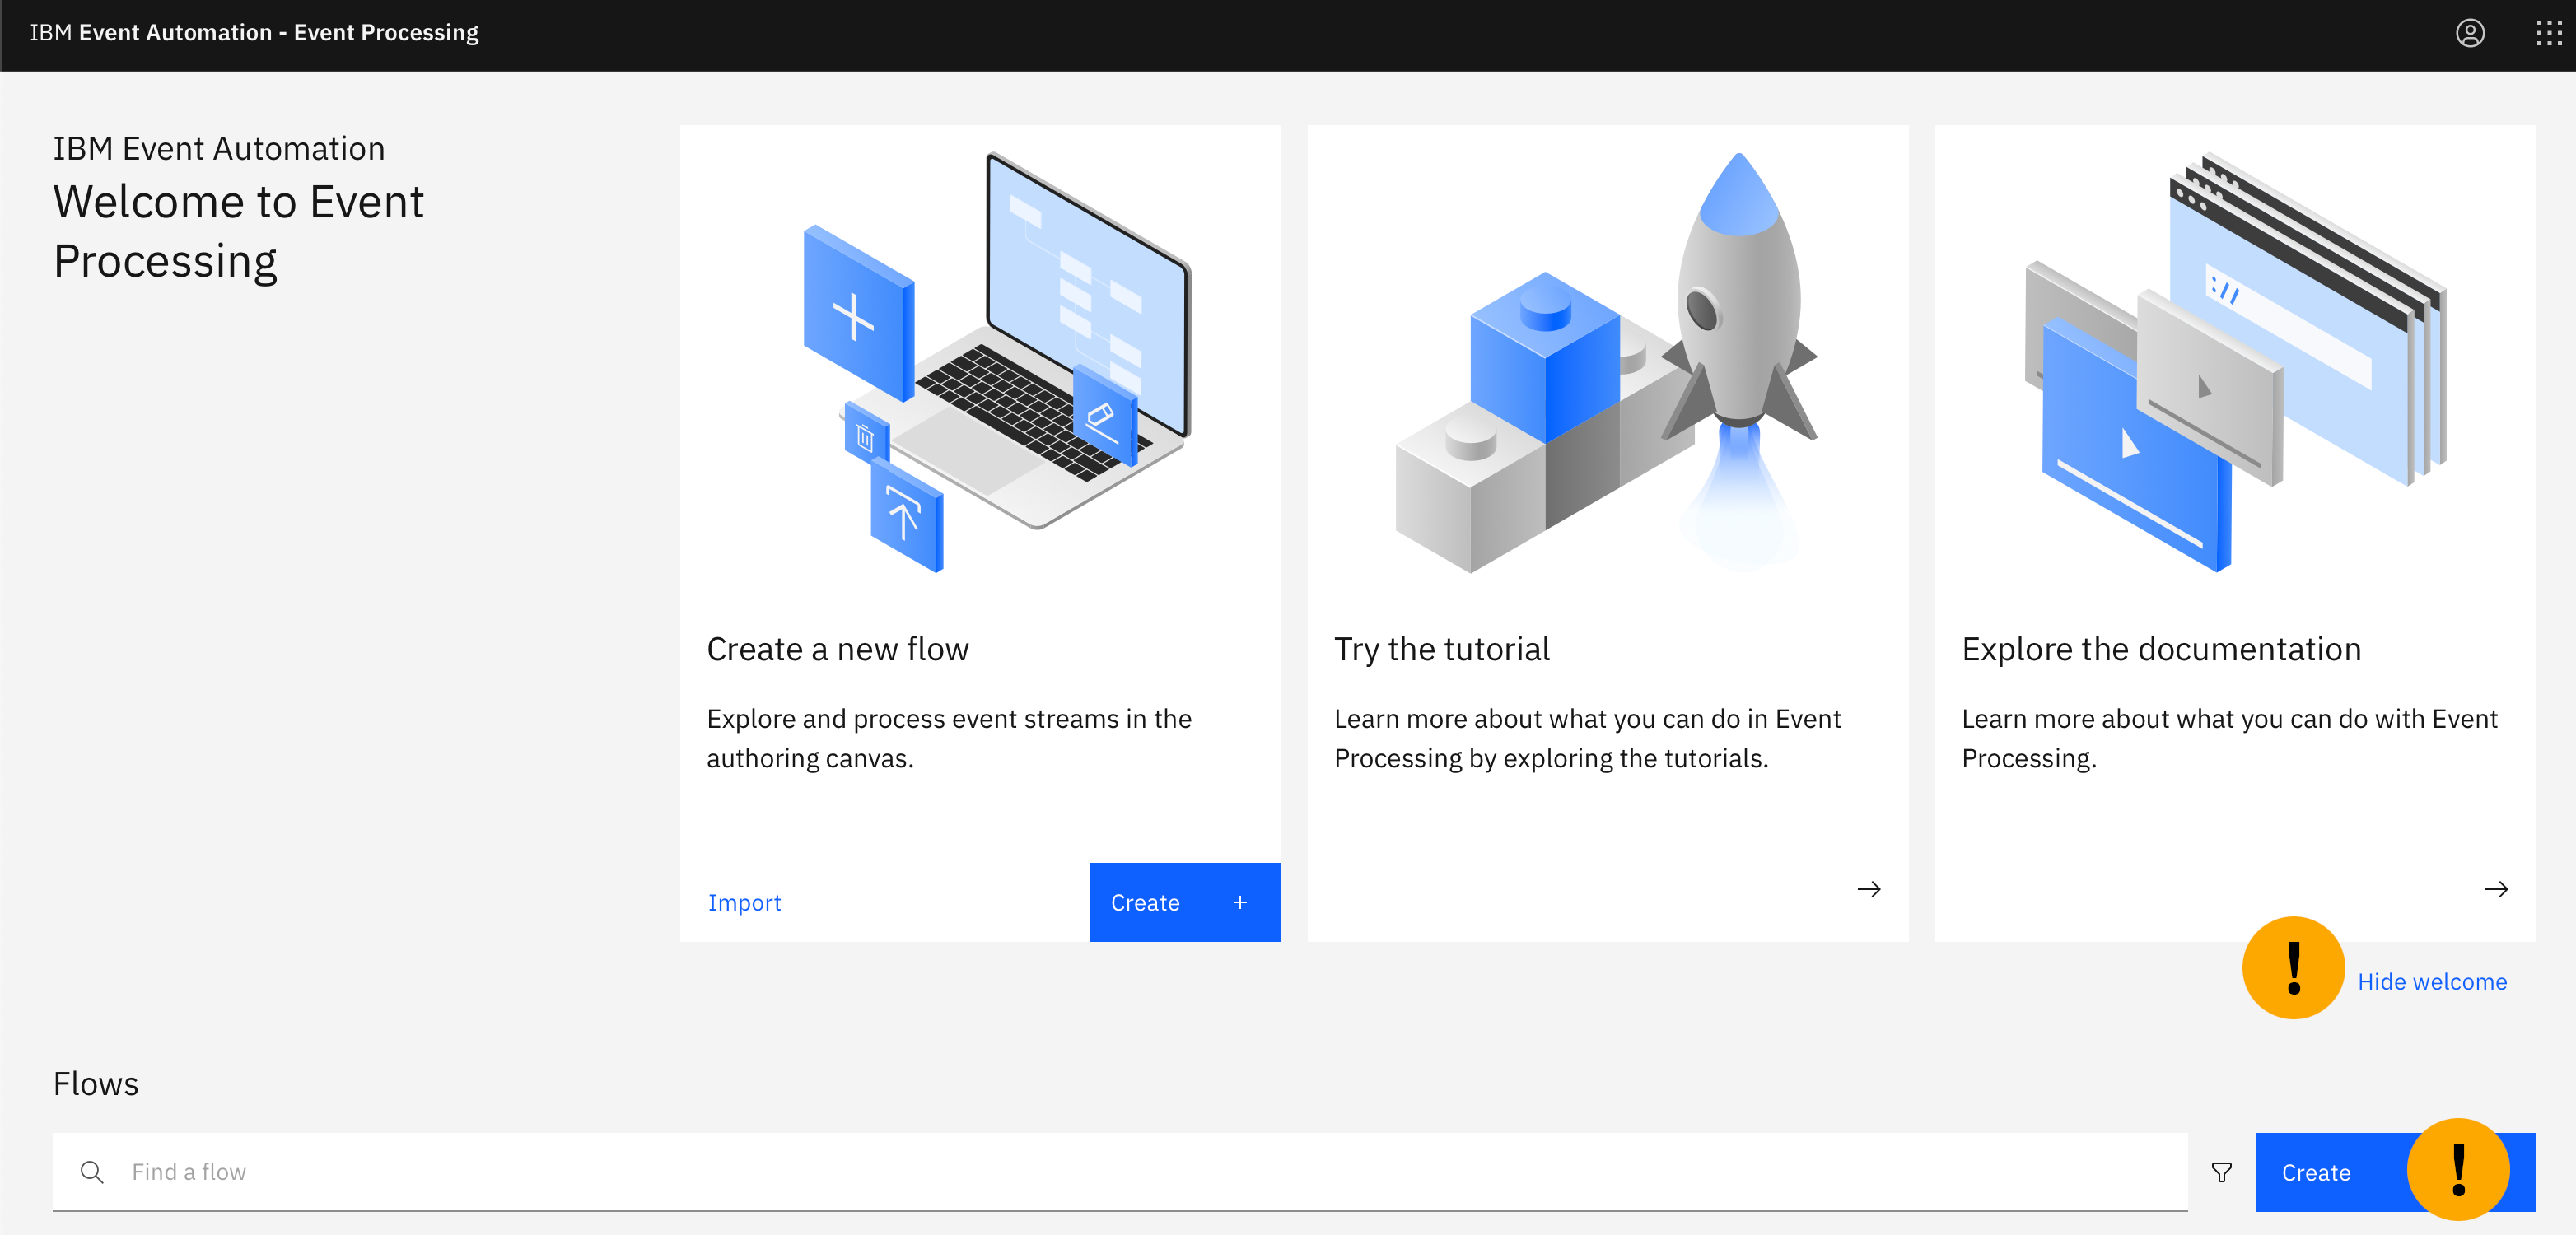 IBM Event Automation - Event Processing
IBM Event Automation
Welcome to Event
Processing
://
Create a new flow
Explore and process event streams in the
authoring canvas.
Import
Create +
Try the tutorial
Learn more about what you can do in Event
Processing by exploring the tutorials.
Explore the documentation
Learn more about what you can do with Event
Processing.
!
Hide welcome
Flows
Find a flow
Create
!